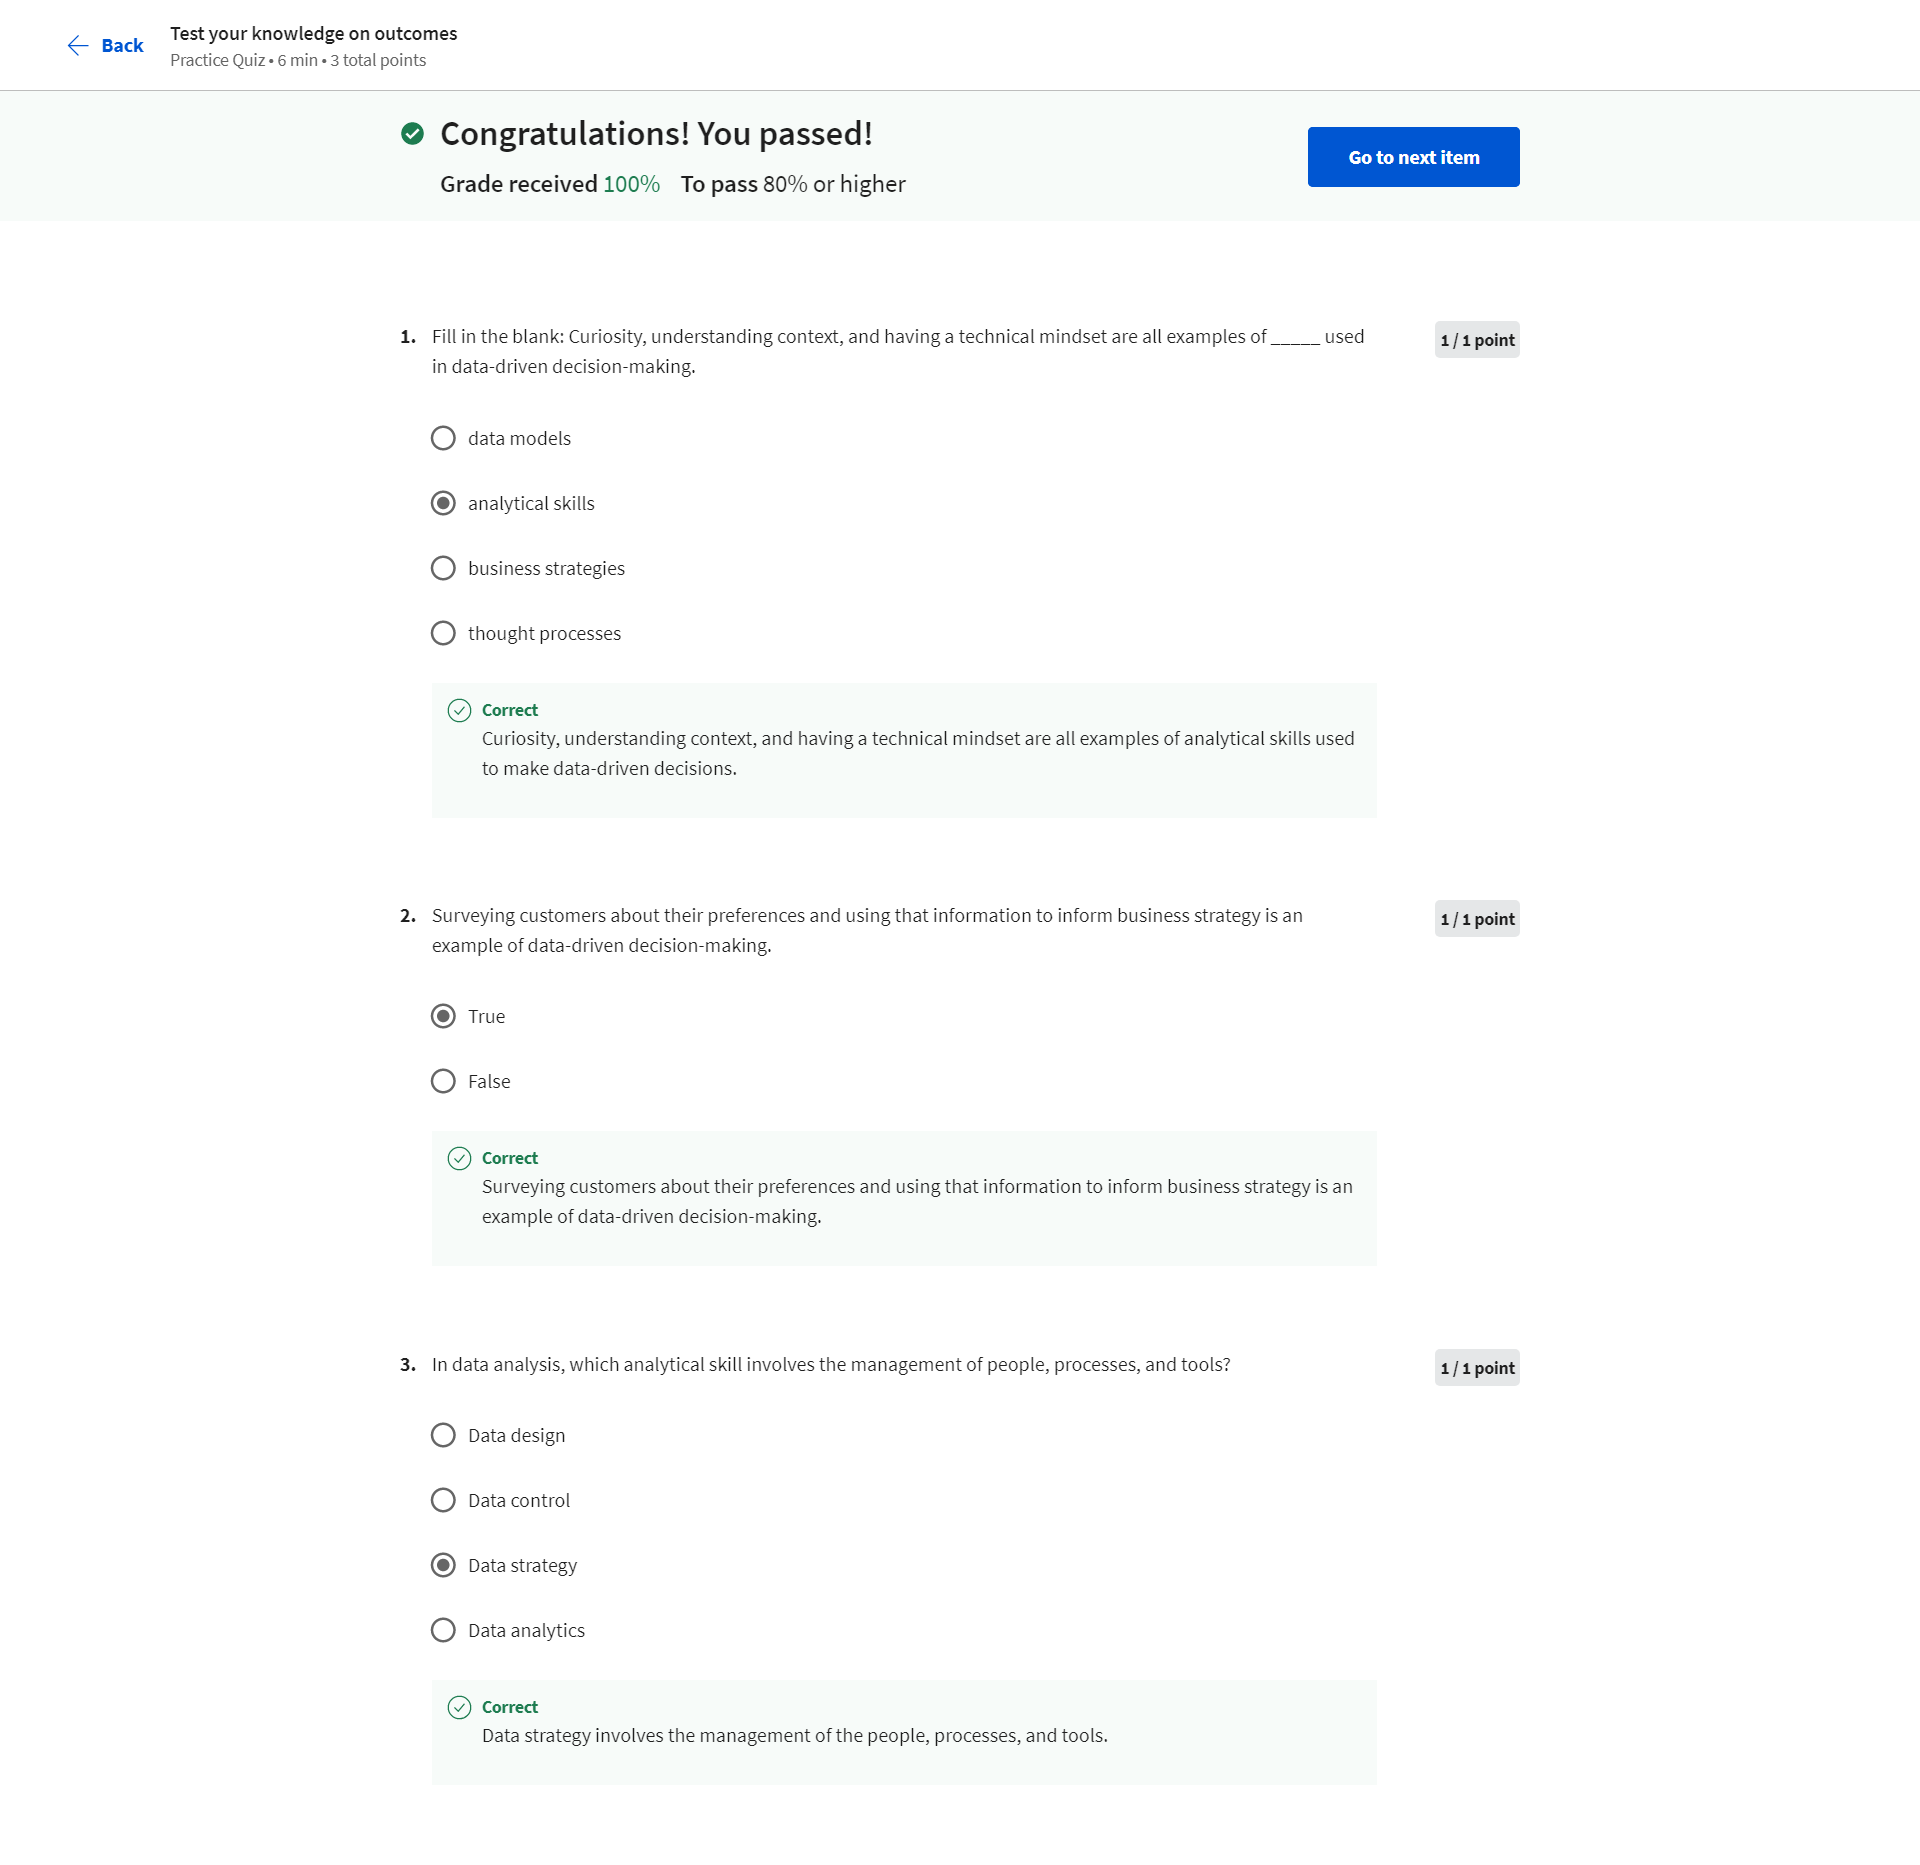 Back
Test your knowledge on outcomes
Practice Quiz • 6 min • 3 total points
Congratulations! You passed!
Grade received 100% To pass 80% or higher
Go to next item
1. Fill in the blank: Curiosity, understanding context, and having a technical mindset are all examples of _____ used
in data-driven decision-making.
1 / 1 point
data models
analytical skills
business strategies
thought processes
Correct
Curiosity, understanding context, and having a technical mindset are all examples of analytical skills used
to make data-driven decisions.
2. Surveying customers about their preferences and using that information to inform business strategy is an
example of data-driven decision-making.
1 / 1 point
True
False
Correct
Surveying customers about their preferences and using that information to inform business strategy is an
example of data-driven decision-making.
3. In data analysis, which analytical skill involves the management of people, processes, and tools?
1 / 1 point
Data design
Data control
Data strategy
Data analytics
Correct
Data strategy involves the management of the people, processes, and tools.